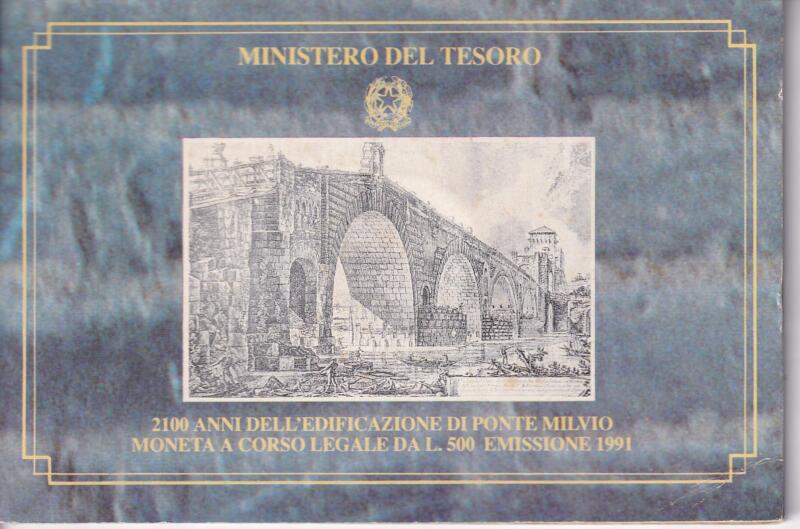 MINISTERO DEL TESORO
2100 ANNI DELL'EDIFICAZIONE DI PONTE MILVIO
MONETA A CORSO LEGALE DA L. 500 EMISSIONE 1991